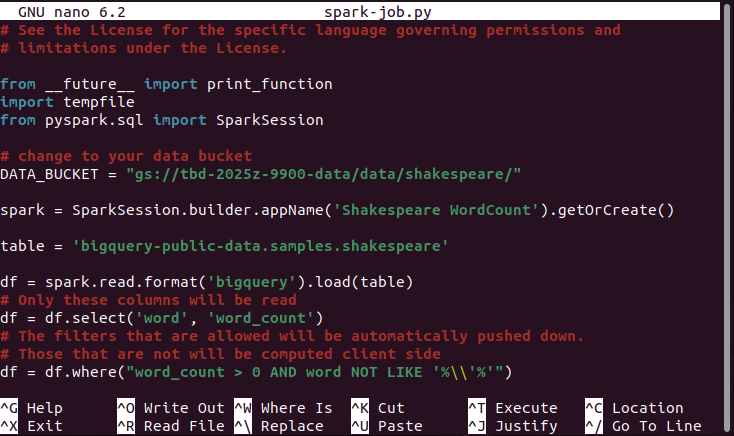 GNU nano 6.2 spark-job.py
# See the License for the specific language governing permissions and
# limitations under the License.
from __future__ import print_function
import tempfile
from pyspark.sql import SparkSession
# change to your data bucket
DATA_BUCKET = "gs://tbd-2025z-9900-data/data/shakespeare/"
spark = SparkSession.builder.appName('Shakespeare WordCount').getOrCreate()
table = 'bigquery-public-data.samples.shakespeare'
df = spark.read.format('bigquery').load(table)
# Only these columns will be read
df = df.select('word', 'word_count')
# The filters that are allowed will be automatically pushed down.
# Those that are not will be computed client side
df = df.where("word_count > 0 AND word NOT LIKE '%\\'%'")
^G Help ^O Write Out ^W Where Is ^K Cut ^T Execute ^C Location
^X Exit ^R Read File ^\ Replace ^U Paste ^J Justify ^/ Go To Line